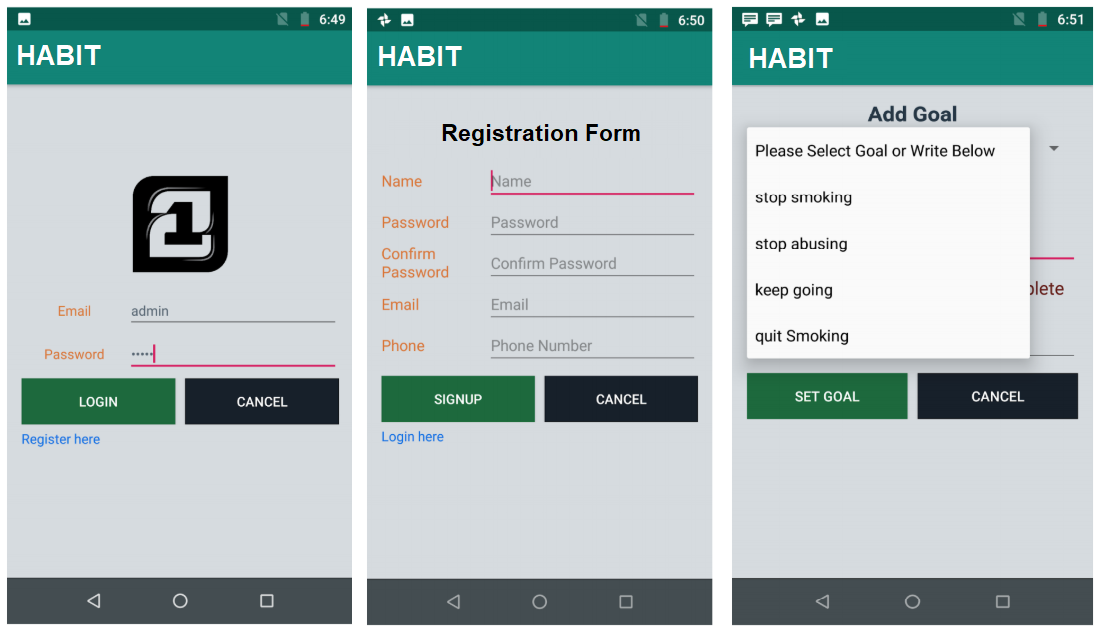 6:49
HABIT
1
Email
admin
Password
•••••
LOGIN
CANCEL
Register here
6:50
HABIT
Registration Form
Name
Name
Password
Password
Confirm
Password
Confirm Password
Email
Email
Phone
Phone Number
SIGNUP
CANCEL
Login here
6:51
HABIT
Add Goal
Please Select Goal or Write Below
stop smoking
stop abusing
keep going
quit Smoking
SET GOAL
CANCEL